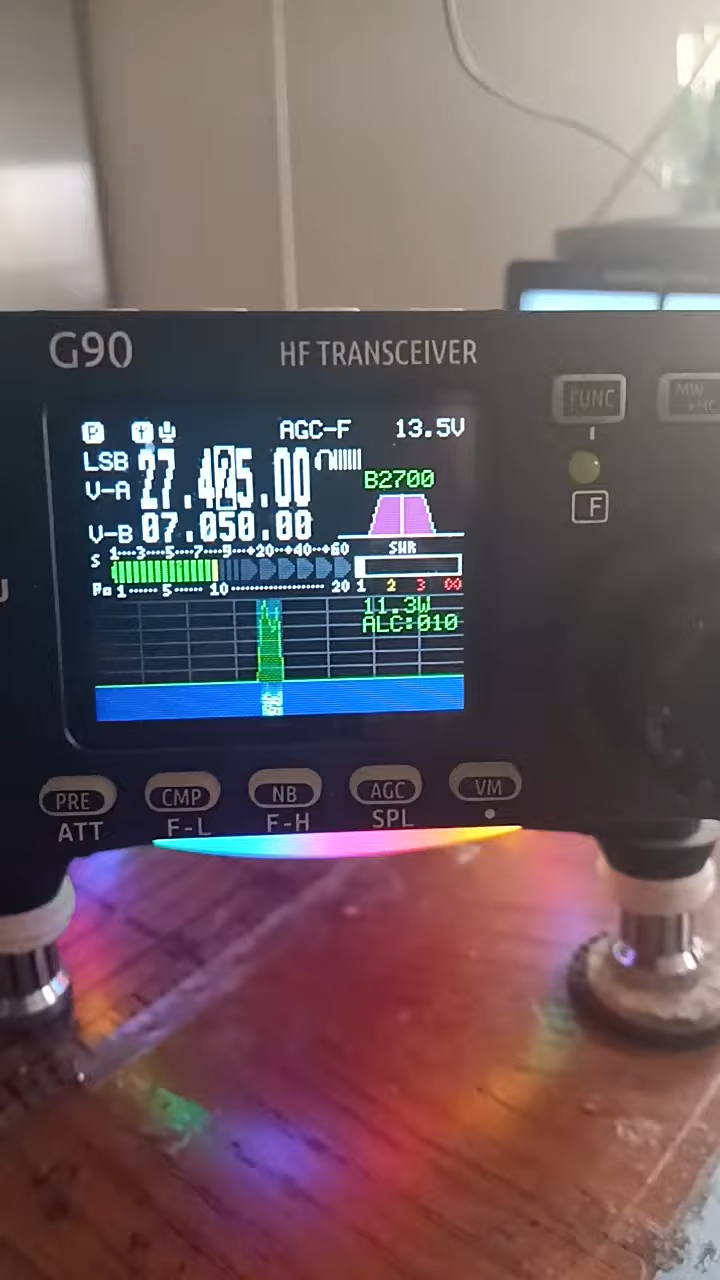 G90 HF TRANSCEIVER
FUNC
P AGC-F 13.5V
LSB
V-A 27.405.00
B2700
F
V-B 07.050.00
S 1···3···5···7···9···+20··+40··+60 SWR
Po 1······5······10················20 1 2 3 ∞
11.3W
ALC:010
PRE CMP NB AGC VM
ATT F-L F-H SPL